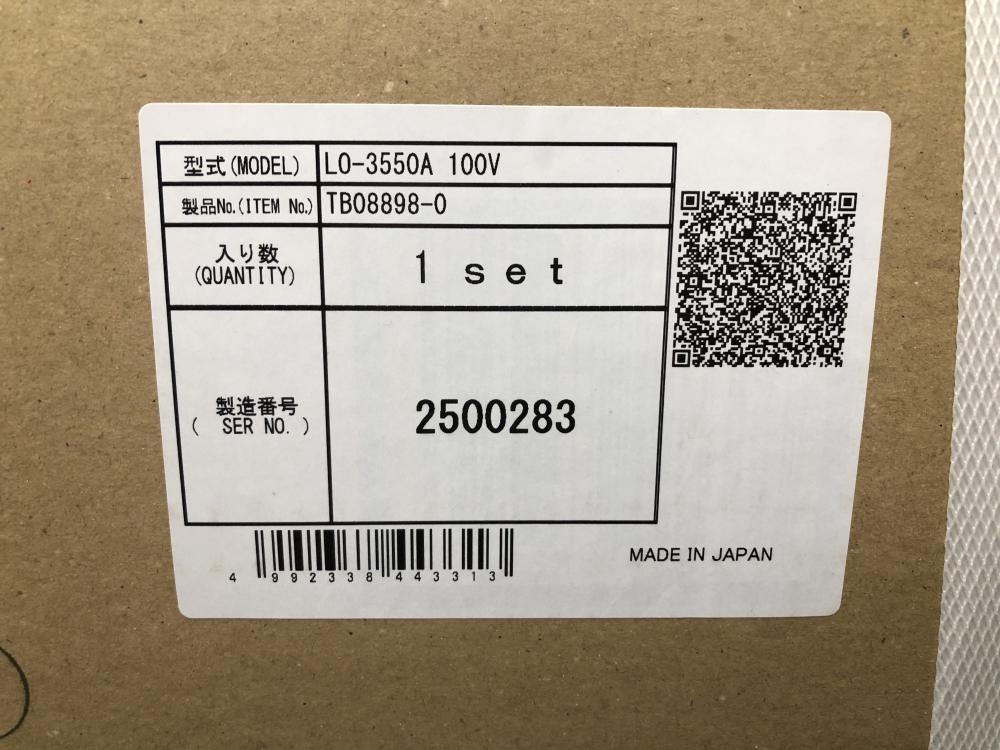 型式(MODEL) LO-3550A 100V
製品No.(ITEM No.) TB08898-0
入り数
(QUANTITY)
1 set
製造番号
( SER NO. )
2500283
4 992338 443313
MADE IN JAPAN